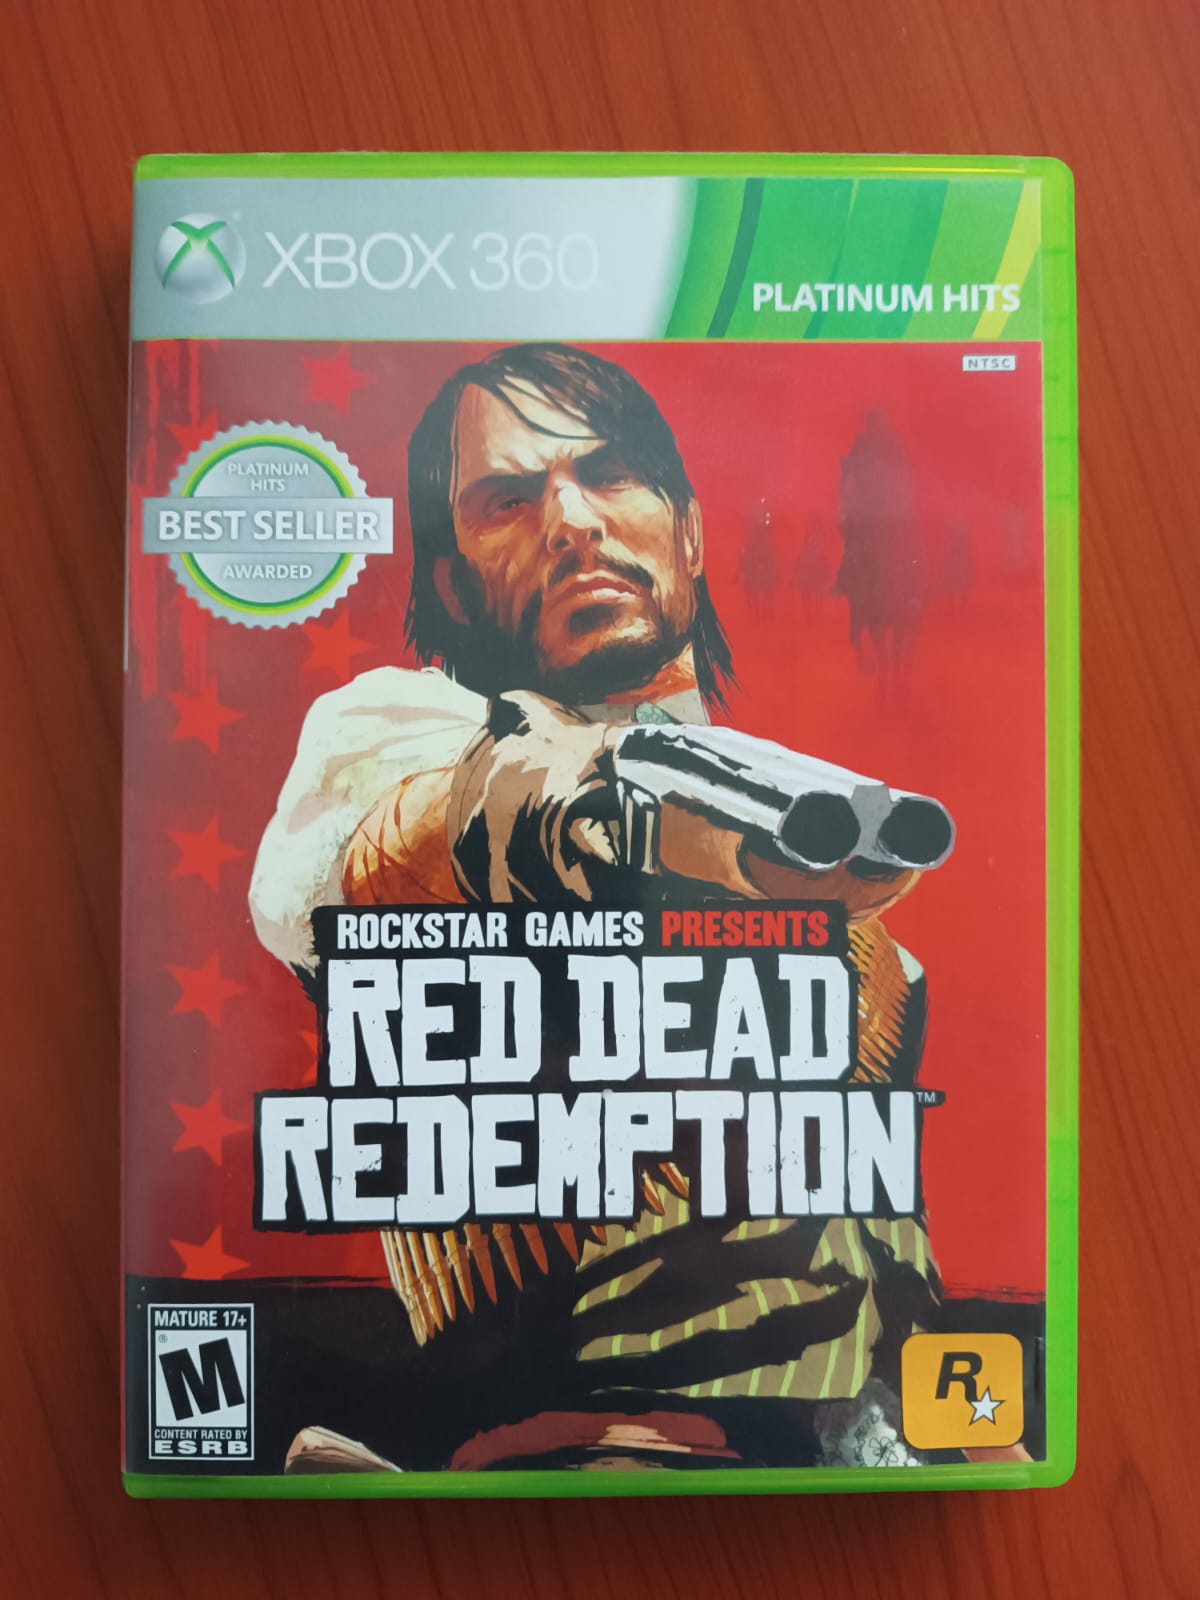 XBOX 360
PLATINUM HITS
NTSC
PLATINUM
HITS
BEST SELLER
AWARDED
ROCKSTAR GAMES PRESENTS
RED DEAD
REDEMPTION™
MATURE 17+
M
®
CONTENT RATED BY
ESRB
R